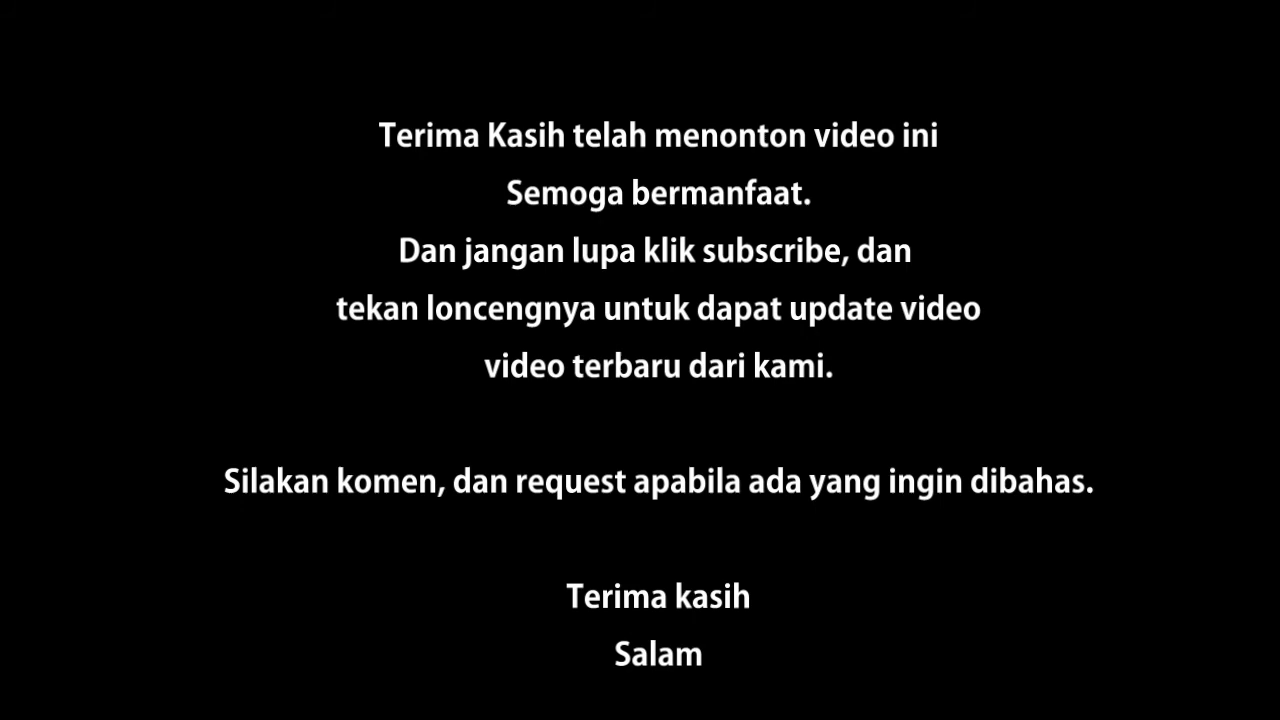 Terima Kasih telah menonton video ini
Semoga bermanfaat.
Dan jangan lupa klik subscribe, dan
tekan loncengnya untuk dapat update video
video terbaru dari kami.
Silakan komen, dan request apabila ada yang ingin dibahas.
Terima kasih
Salam